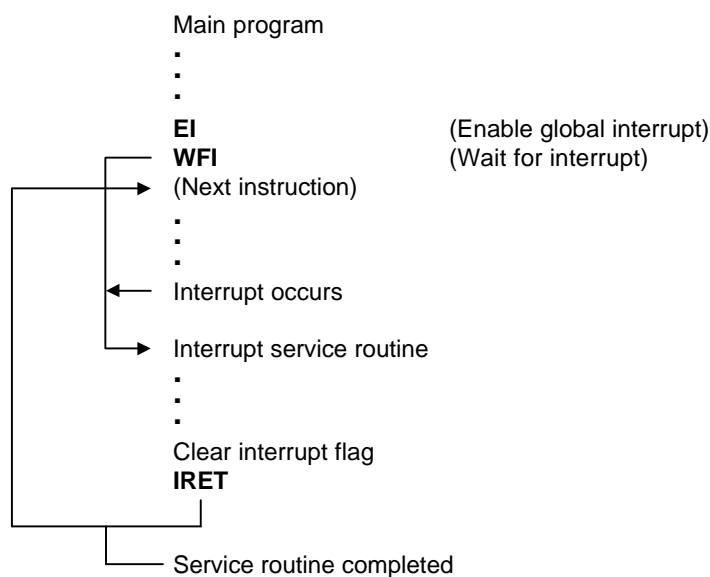 Main program
.
.
.
EI (Enable global interrupt)
WFI (Wait for interrupt)
(Next instruction)
.
.
.
Interrupt occurs
Interrupt service routine
.
.
.
Clear interrupt flag
IRET
Service routine completed